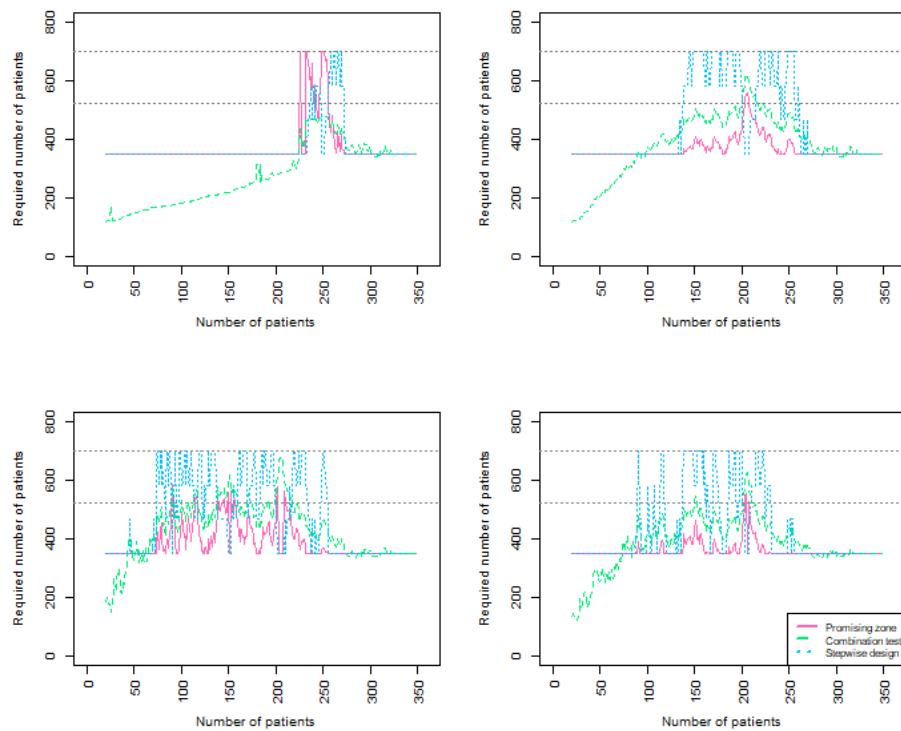 Required number of patients
0 200 400 600 800
0 50 100 150 200 250 300 350
Number of patients
Required number of patients
0 200 400 600 800
0 50 100 150 200 250 300 350
Number of patients
Required number of patients
0 200 400 600 800
0 50 100 150 200 250 300 350
Number of patients
Required number of patients
0 200 400 600 800
Promising zone
Combination test
Stepwise design
0 50 100 150 200 250 300 350
Number of patients